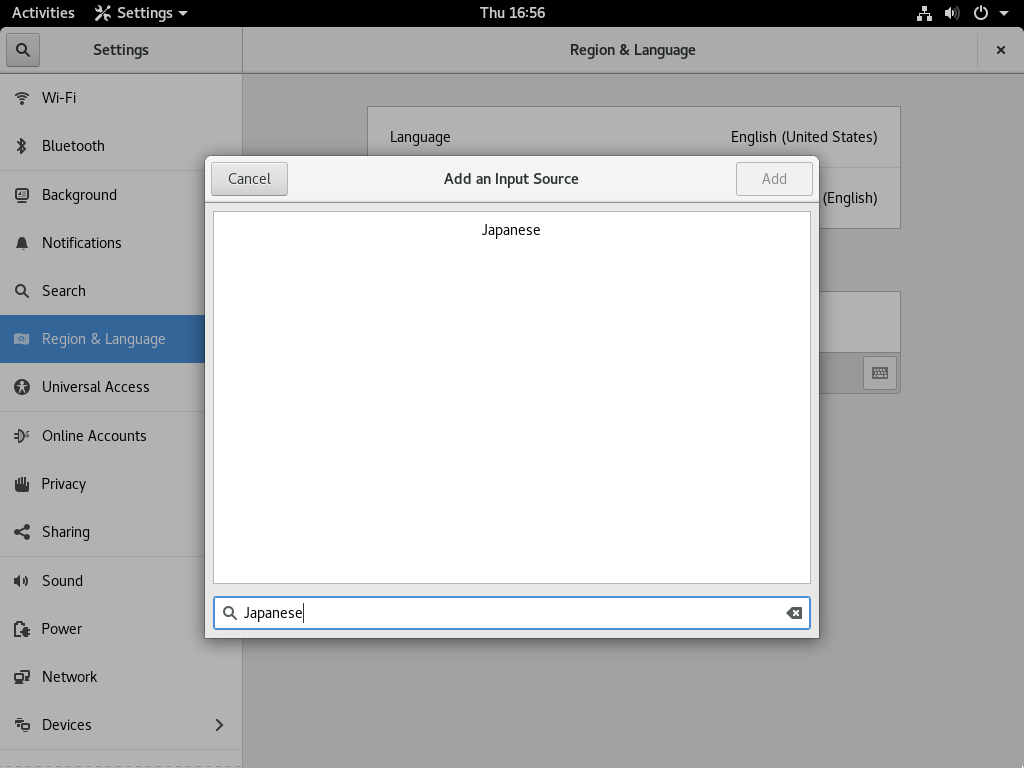 Activities
Settings
Thu 16:56
Settings
Region & Language
Wi-Fi
Bluetooth
Background
Notifications
Search
Region & Language
Universal Access
Online Accounts
Privacy
Sharing
Sound
Power
Network
Devices
Language
English (United States)
(English)
Cancel
Add an Input Source
Add
Japanese
Japanese